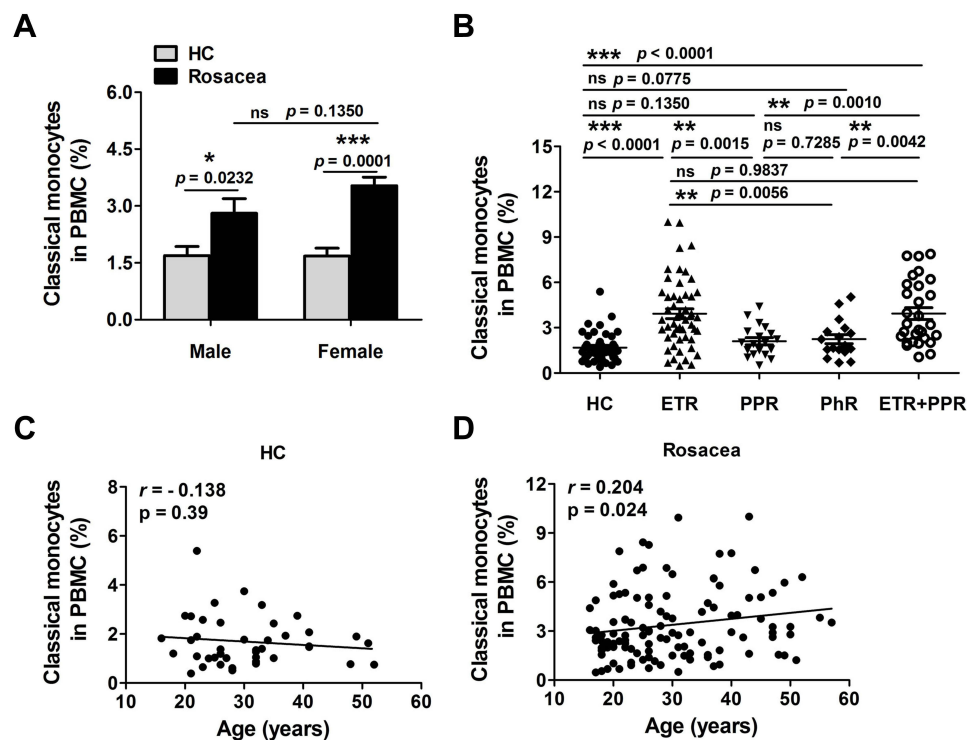 A
HC
Rosacea
Classical monocytes
in PBMC (%)
6.0
4.5
3.0
1.5
0.0
ns p = 0.1350
*
p = 0.0232
***
p = 0.0001
Male
Female
B
*** p < 0.0001
ns p = 0.0775
ns p = 0.1350
** p = 0.0010
*** ** ns **
p < 0.0001 p = 0.0015 p = 0.7285 p = 0.0042
ns p = 0.9837
** p = 0.0056
Classical monocytes
in PBMC (%)
15
12
9
6
3
0
HC
ETR
PPR
PhR
ETR+PPR
C
HC
r = - 0.138
p = 0.39
Classical monocytes
in PBMC (%)
8
6
4
2
0
10 20 30 40 50 60
Age (years)
D
Rosacea
r = 0.204
p = 0.024
Classical monocytes
in PBMC (%)
12
9
6
3
0
10 20 30 40 50 60
Age (years)